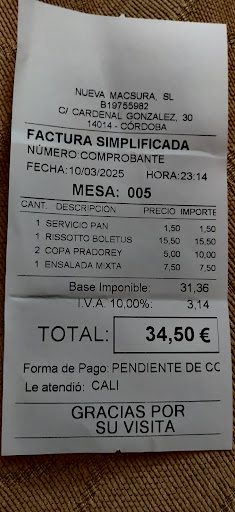 NUEVA MACSURA, SL
B19755982
C/ CARDENAL GONZALEZ, 30
14014 - CÓRDOBA
FACTURA SIMPLIFICADA
NÚMERO COMPROBANTE
FECHA:10/03/2025 HORA:23:14
MESA: 005
CANT. DESCRIPCIÓN PRECIO IMPORTE
1 SERVICIO PAN 1,50 1,50
1 RISSOTTO BOLETUS 15,50 15,50
2 COPA PRADOREY 5,00 10,00
1 ENSALADA MIXTA 7,50 7,50
Base Imponible: 31,36
I.V.A. 10,00%: 3,14
TOTAL: 34,50 €
Forma de Pago: PENDIENTE DE CO
Le atendió: CALI
GRACIAS POR
SU VISITA